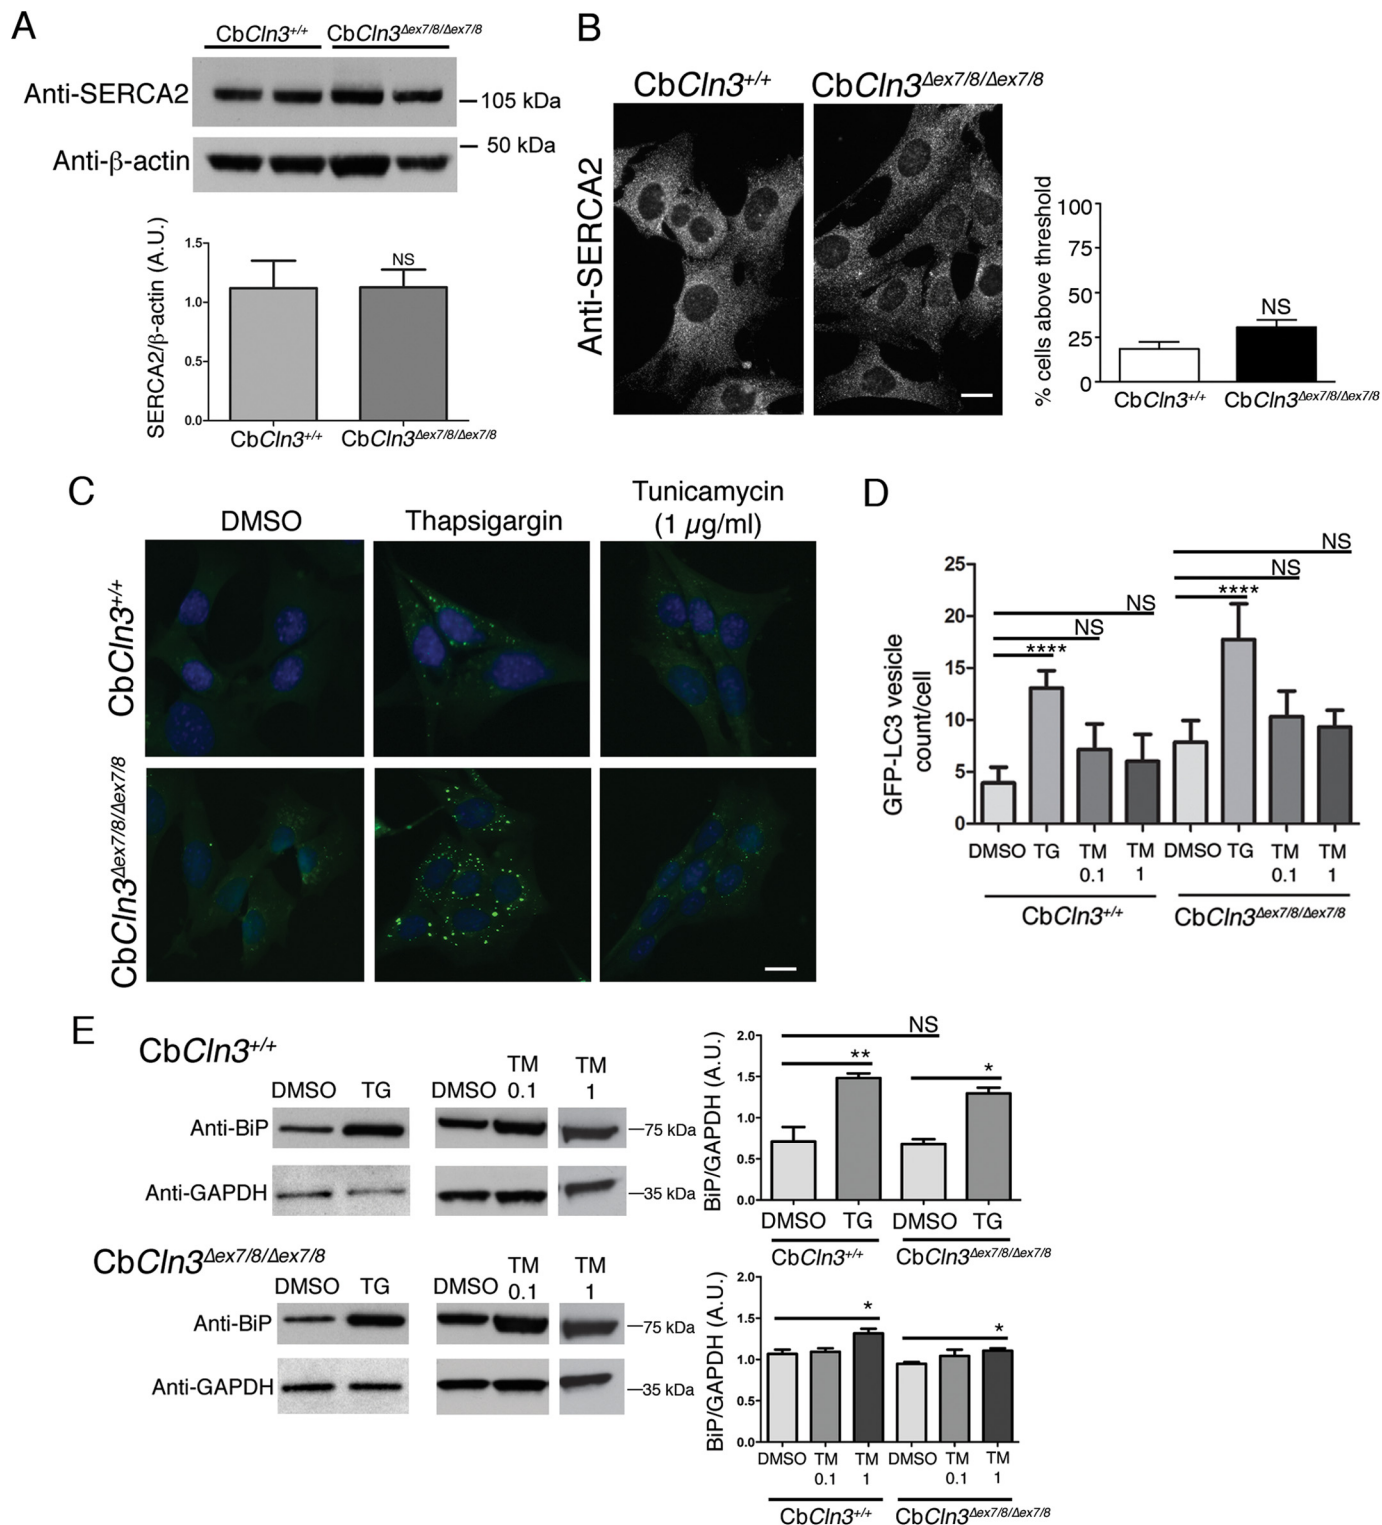 A
CbCln3+/+ CbCln3Δex7/8/Δex7/8
Anti-SERCA2
105 kDa
Anti-β-actin
50 kDa
SERCA2/β-actin (A.U.)
1.5
1.0
0.5
0.0
NS
CbCln3+/+ CbCln3Δex7/8/Δex7/8
B
CbCln3+/+ CbCln3Δex7/8/Δex7/8
Anti-SERCA2
% cells above threshold
100
75
50
25
0
NS
CbCln3+/+ CbCln3Δex7/8/Δex7/8
C
DMSO Thapsigargin Tunicamycin
(1 µg/ml)
CbCln3+/+
CbCln3Δex7/8/Δex7/8
D
GFP-LC3 vesicle
count/cell
25
20
15
10
5
0
NS
NS
****
NS
NS
****
DMSO TG TM TM DMSO TG TM TM
0.1 1 0.1 1
CbCln3+/+ CbCln3Δex7/8/Δex7/8
E
CbCln3+/+
DMSO TG DMSO TM 0.1 TM 1
Anti-BiP
75 kDa
Anti-GAPDH
35 kDa
CbCln3Δex7/8/Δex7/8
DMSO TG DMSO TM 0.1 TM 1
Anti-BiP
75 kDa
Anti-GAPDH
35 kDa
BiP/GAPDH (A.U.)
2.0
1.5
1.0
0.5
0.0
NS
**
*
DMSO TG DMSO TG
CbCln3+/+ CbCln3Δex7/8/Δex7/8
BiP/GAPDH (A.U.)
2.0
1.5
1.0
0.5
0.0
*
*
DMSO TM TM DMSO TM TM
0.1 1 0.1 1
CbCln3+/+ CbCln3Δex7/8/Δex7/8